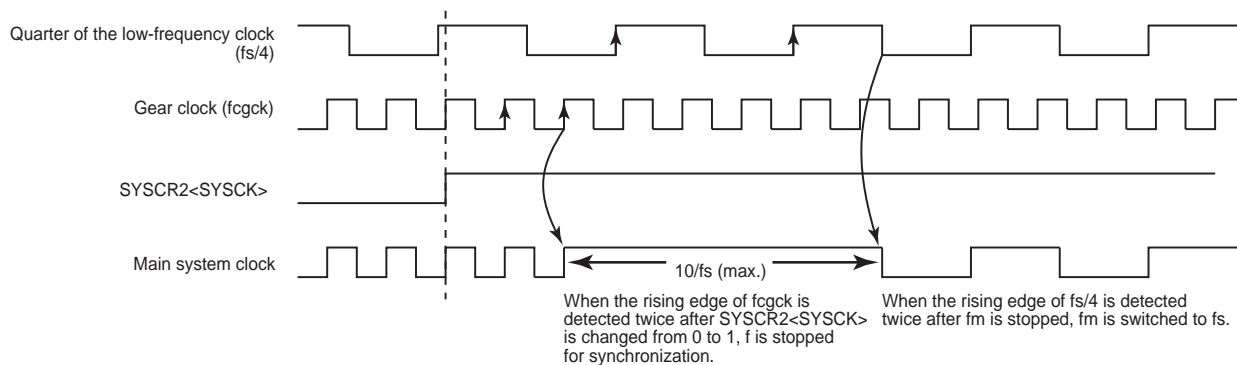 Quarter of the low-frequency clock
(fs/4)
Gear clock (fcgck)
SYSCR2<SYSCK>
Main system clock
10/fs (max.)
When the rising edge of fcgck is
detected twice after SYSCR2<SYSCK>
is changed from 0 to 1, f is stopped
for synchronization.
When the rising edge of fs/4 is detected
twice after fm is stopped, fm is switched to fs.